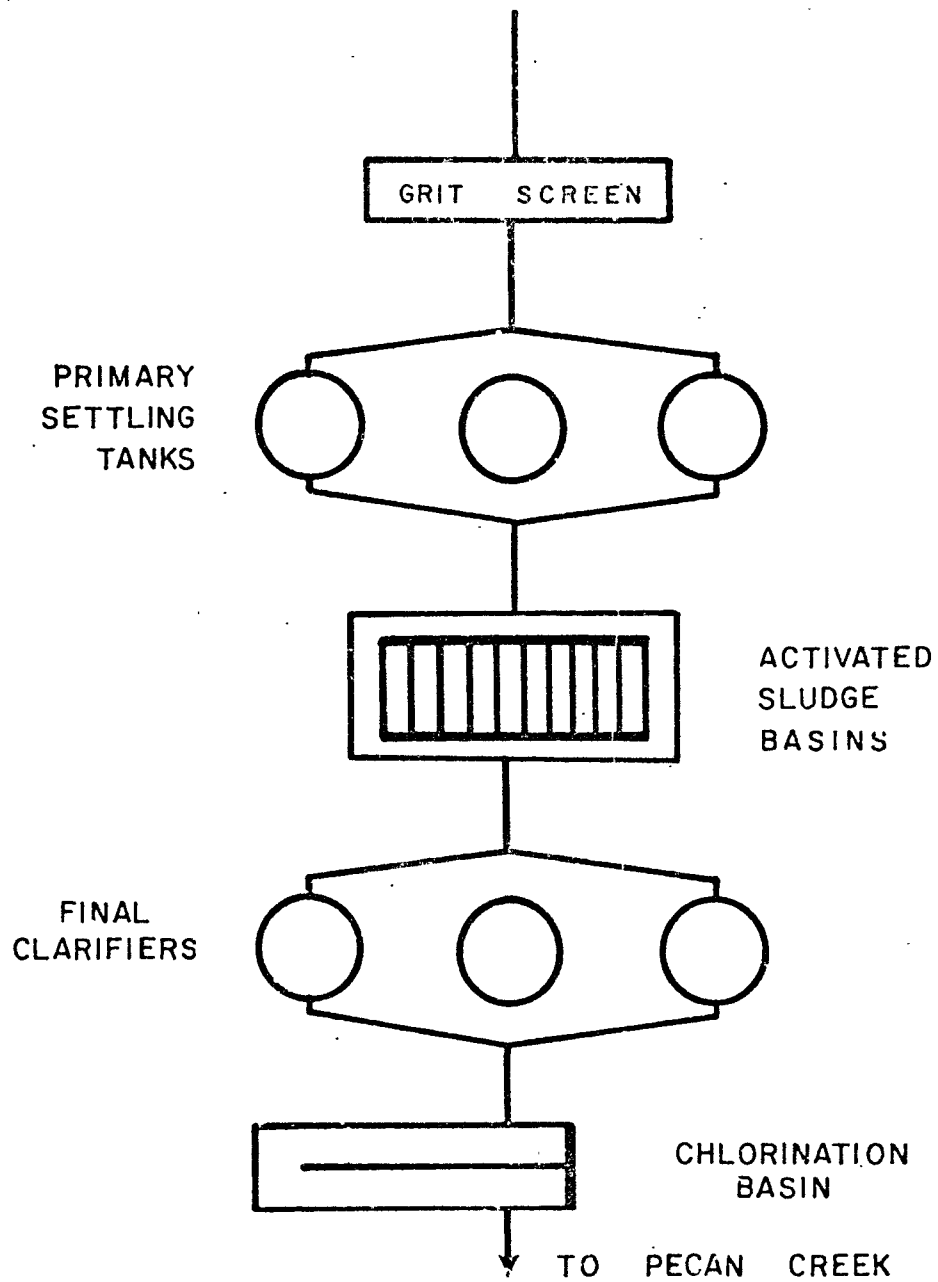 GRIT SCREEN
PRIMARY
SETTLING
TANKS
ACTIVATED
SLUDGE
BASINS
FINAL
CLARIFIERS
CHLORINATION
BASIN
TO PECAN CREEK